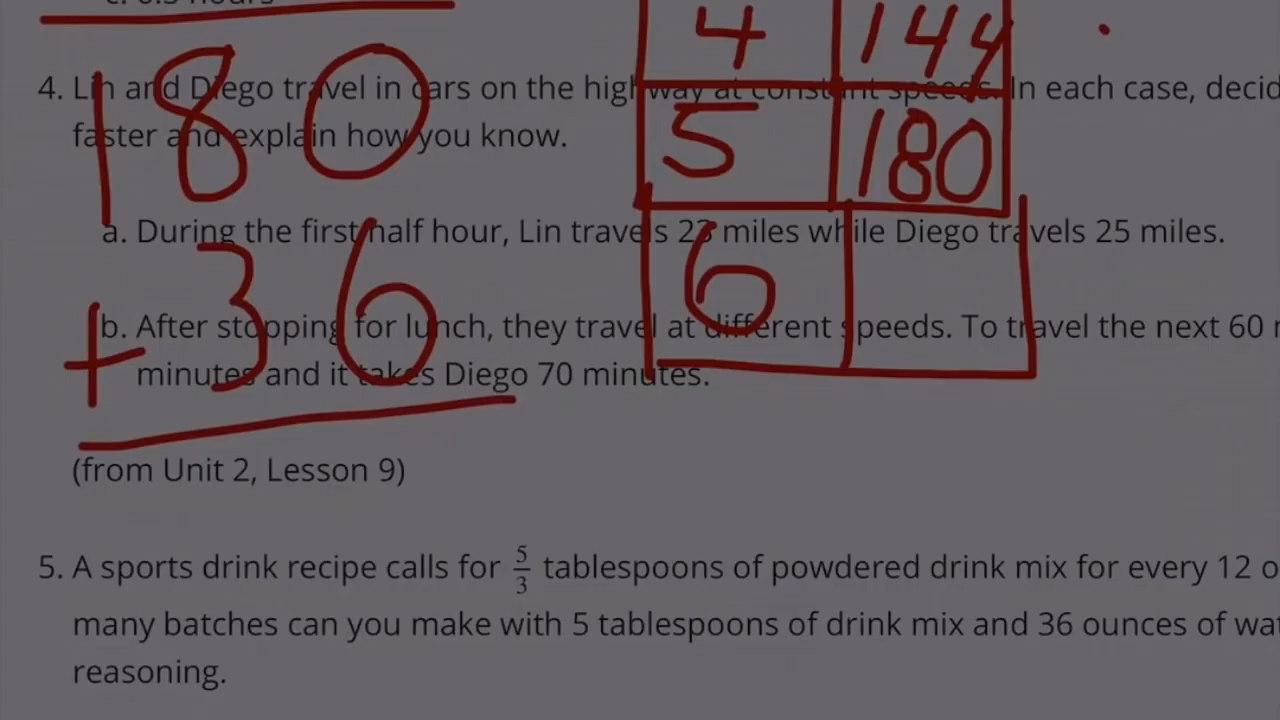 c. 6.5 hours
4 144
4. Lin and Diego travel in cars on the highway at constant speeds. In each case, decid
180
5 180
faster and explain how you know.
a. During the first half hour, Lin travels 23 miles while Diego travels 25 miles.
+ 36
6
b. After stopping for lunch, they travel at different speeds. To travel the next 60
minutes and it takes Diego 70 minutes.
(from Unit 2, Lesson 9)
5. A sports drink recipe calls for 5/3 tablespoons of powdered drink mix for every 12 o
many batches can you make with 5 tablespoons of drink mix and 36 ounces of wat
reasoning.